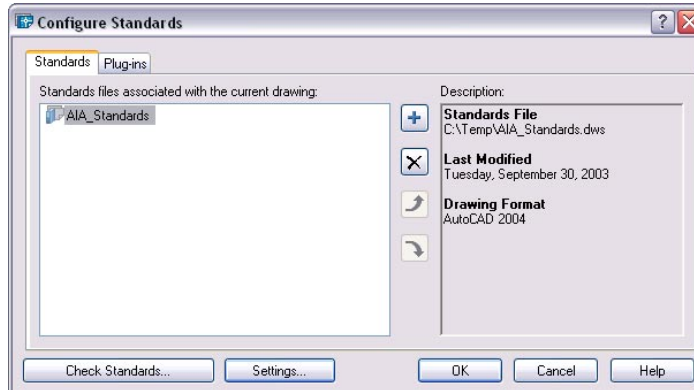 Configure Standards
Standards
Plug-ins
Standards files associated with the current drawing:
AIA_Standards
Description:
Standards File
C:\Temp\AIA_Standards.dws
Last Modified
Tuesday, September 30, 2003
Drawing Format
AutoCAD 2004
Check Standards...
Settings...
OK
Cancel
Help